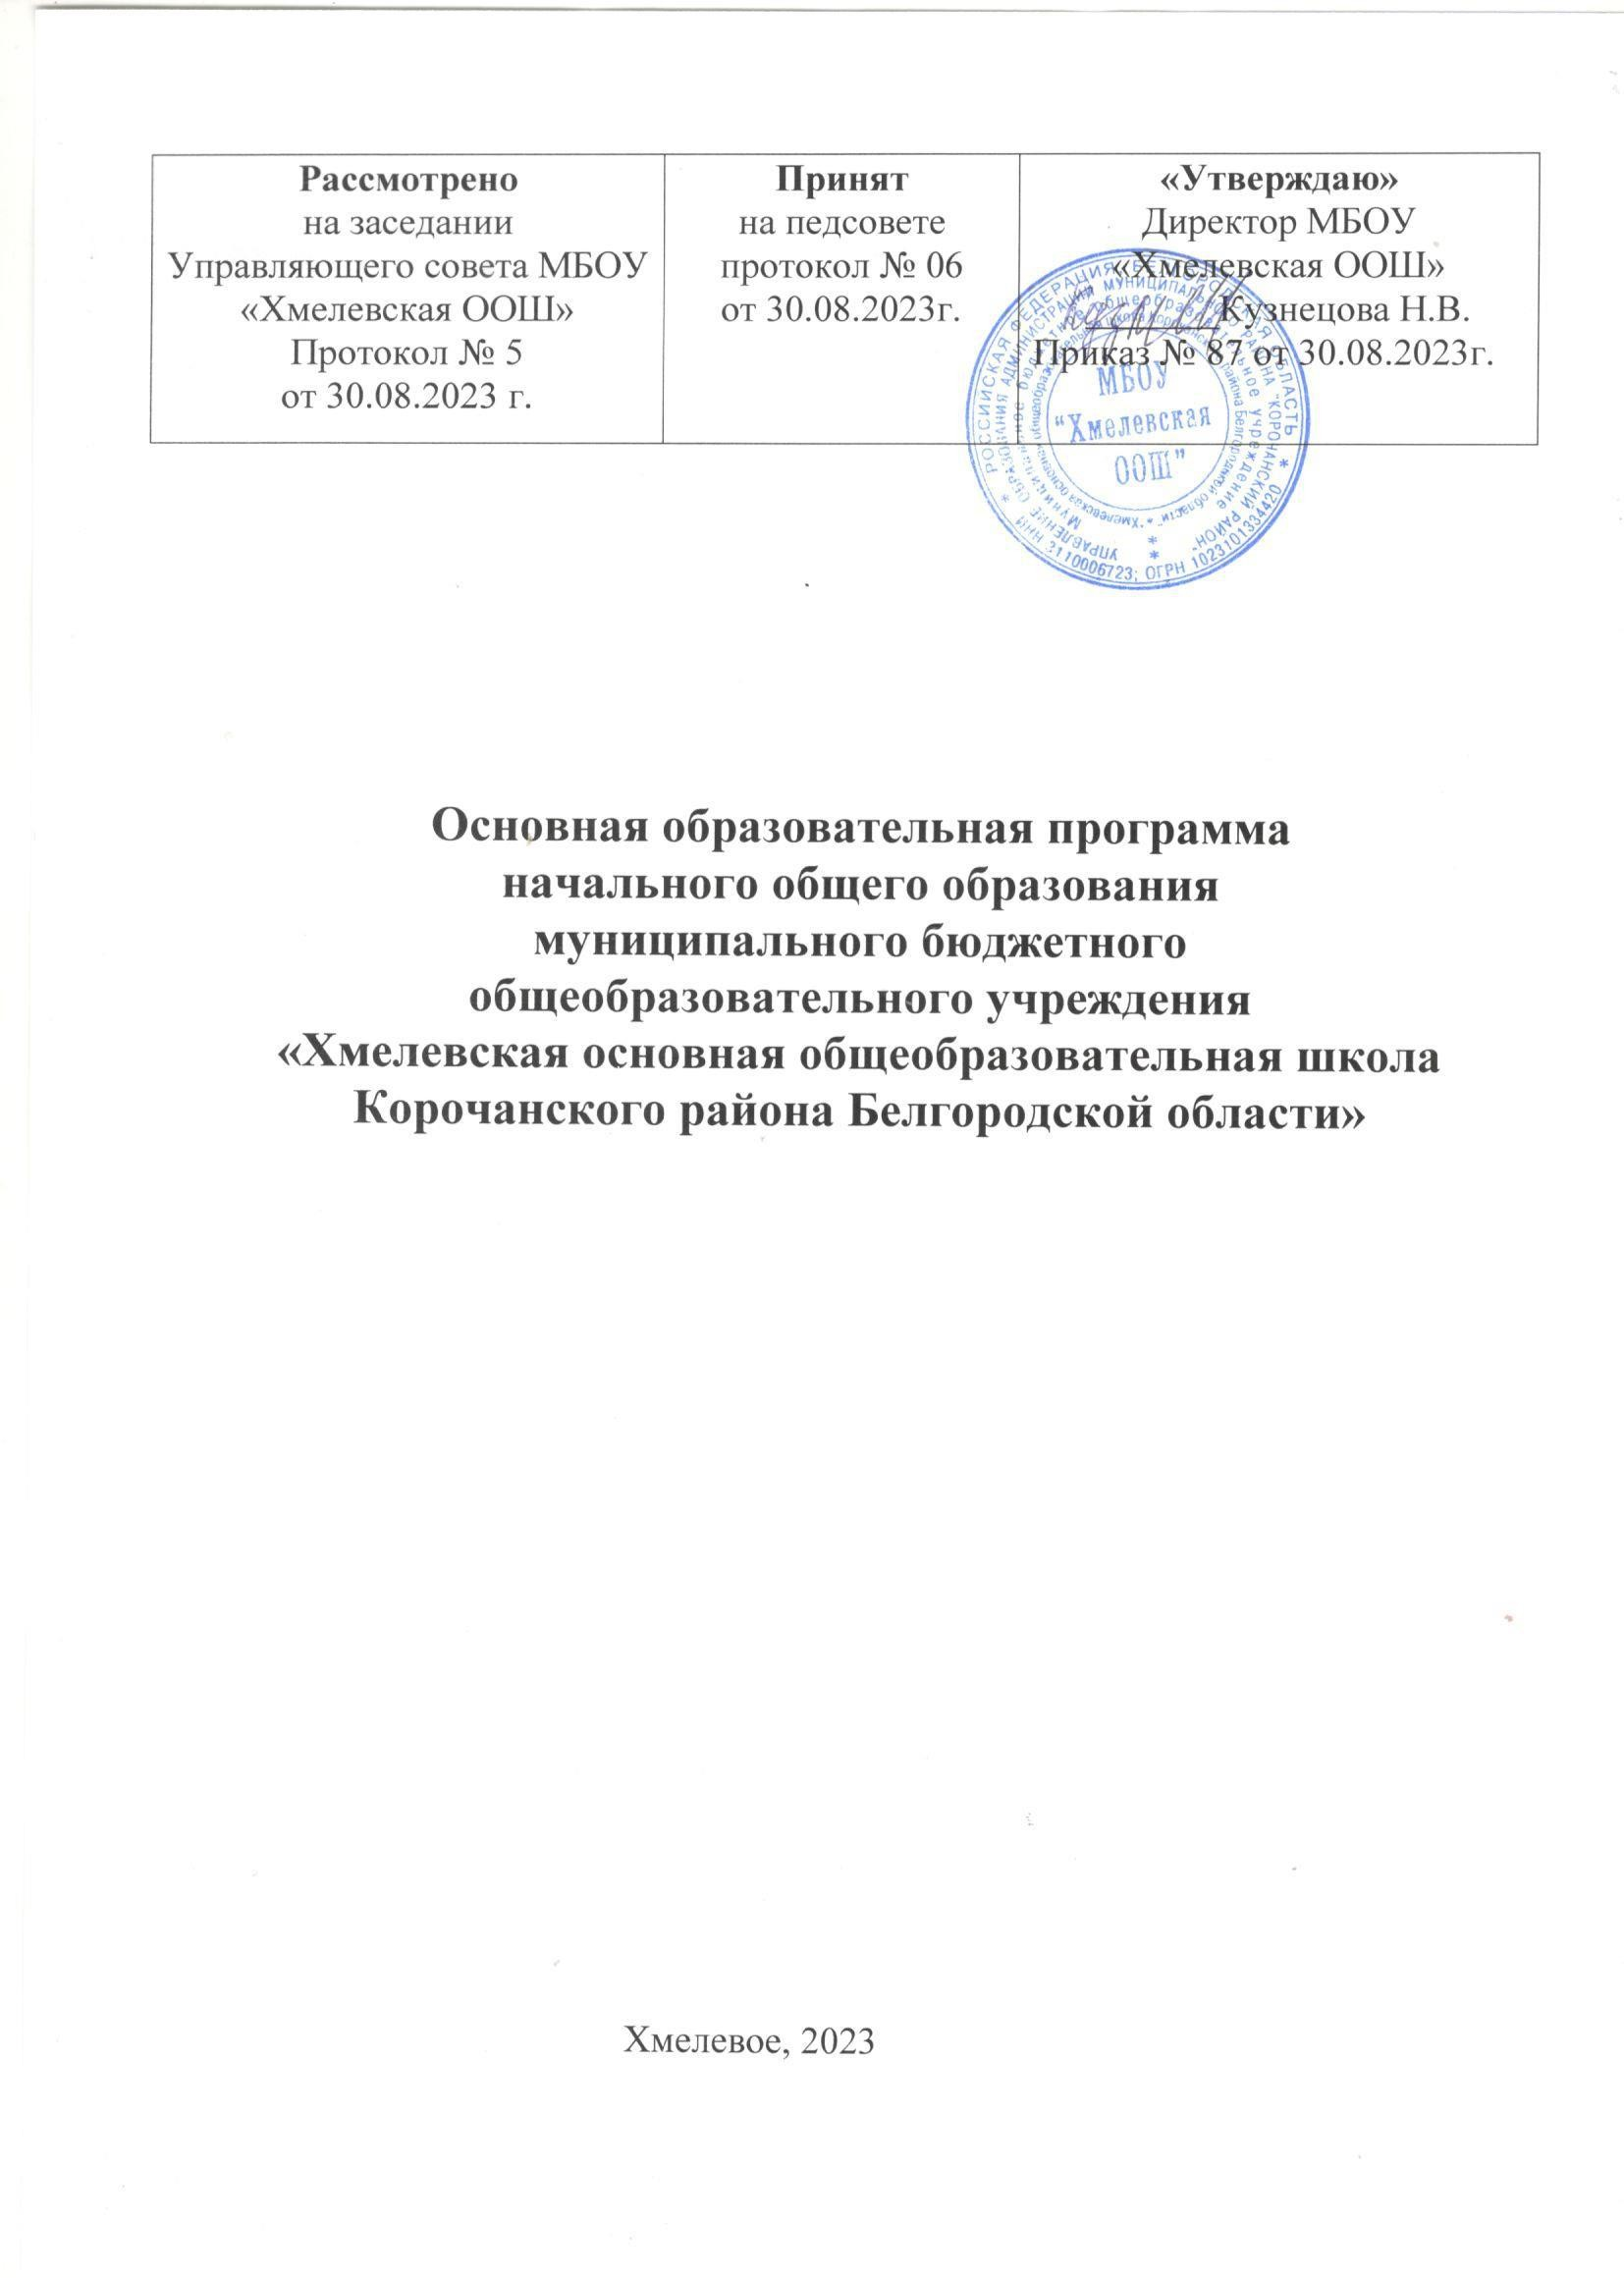 Рассмотрено
на заседании
Управляющего совета МБОУ
«Хмелевская ООШ»
Протокол № 5
от 30.08.2023 г.
Принят
на педсовете
протокол № 06
от 30.08.2023г.
«Утверждаю»
Директор МБОУ
«Хмелевская ООШ»
Кузнецова Н.В.
Приказ № 87 от 30.08.2023г.
МБОУ
“Хмелевская
ООШ”
Основная образовательная программа
начального общего образования
муниципального бюджетного
общеобразовательного учреждения
«Хмелевская основная общеобразовательная школа
Корочанского района Белгородской области»
Хмелевое, 2023